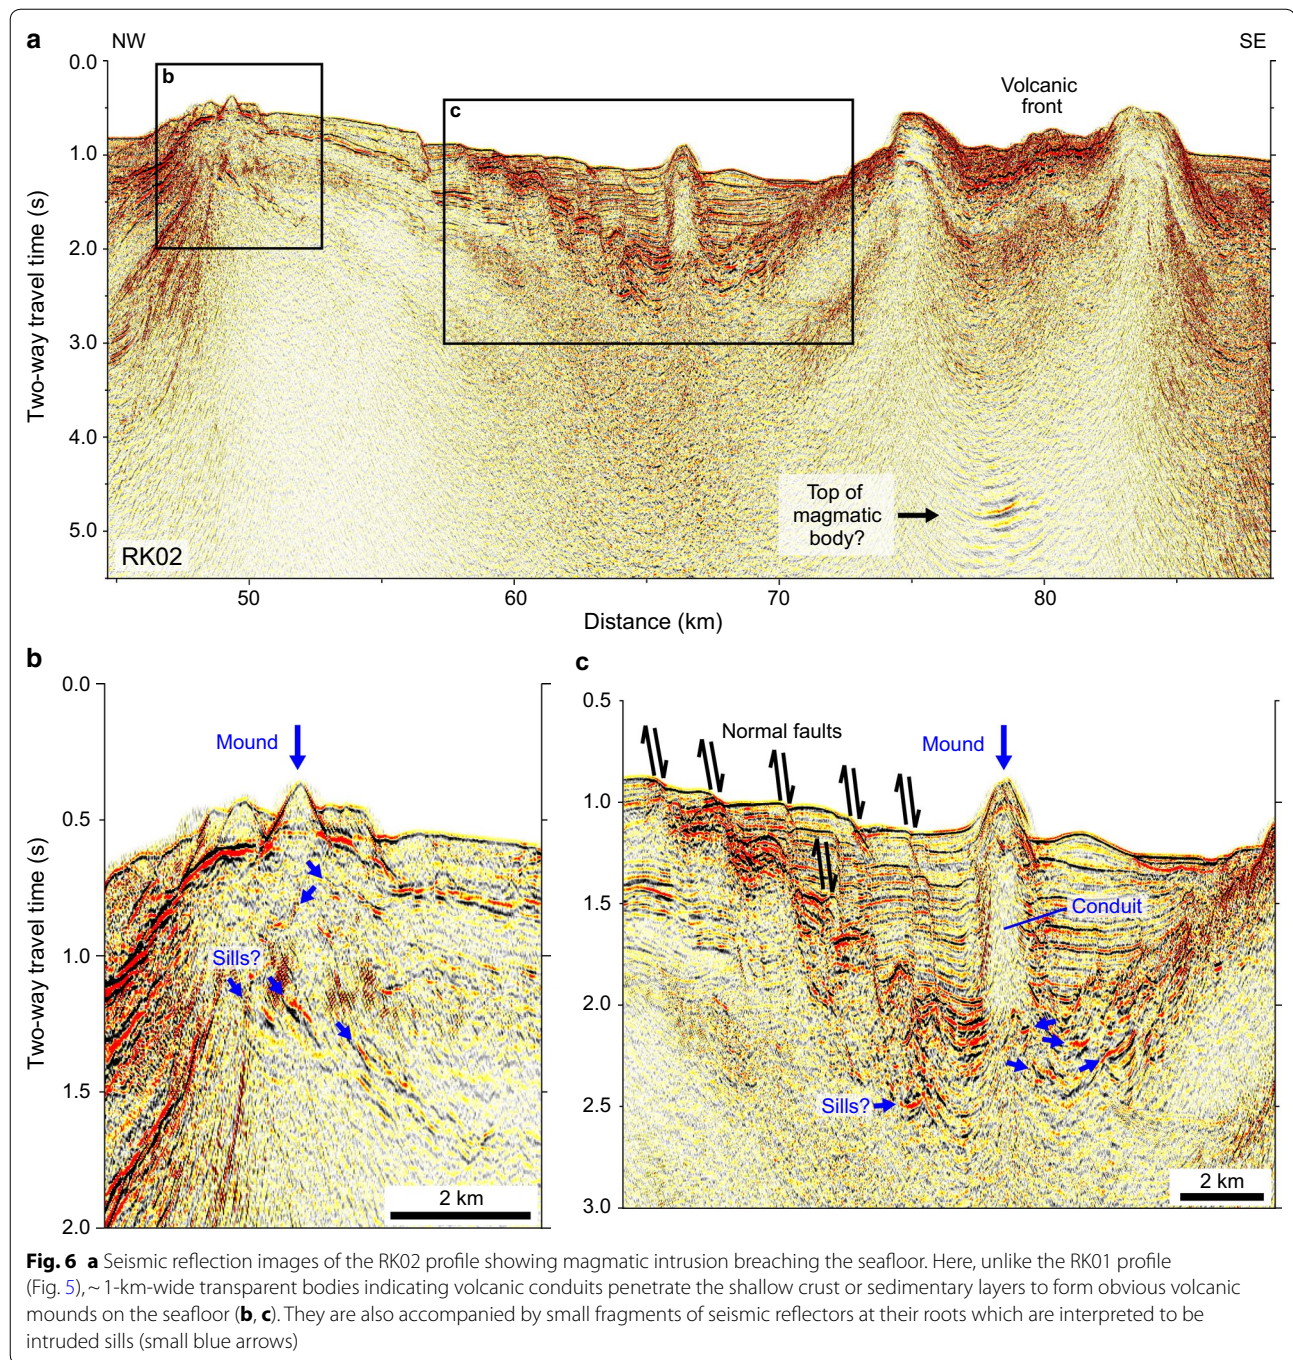 a
NW
SE
0.0
b
c
Volcanic
front
1.0
2.0
3.0
4.0
5.0
Two-way travel time (s)
Top of
magmatic
body?
RK02
50
60
70
80
Distance (km)
b
c
0.0
0.5
1.0
1.5
2.0
Two-way travel time (s)
Mound
Sills?
2 km
0.5
1.0
1.5
2.0
2.5
3.0
Normal faults
Mound
Conduit
Sills?
2 km
Fig. 6 a Seismic reflection images of the RK02 profile showing magmatic intrusion breaching the seafloor. Here, unlike the RK01 profile
(Fig. 5), ~ 1-km-wide transparent bodies indicating volcanic conduits penetrate the shallow crust or sedimentary layers to form obvious volcanic
mounds on the seafloor (b, c). They are also accompanied by small fragments of seismic reflectors at their roots which are interpreted to be
intruded sills (small blue arrows)